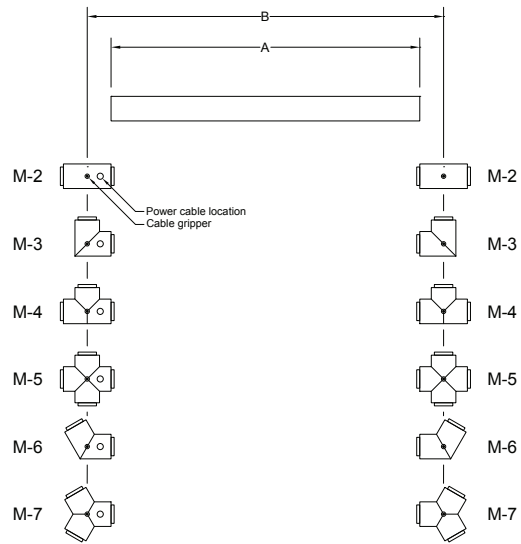 B
A
M-2 M-2
Power cable location
Cable gripper
M-3 M-3
M-4 M-4
M-5 M-5
M-6 M-6
M-7 M-7